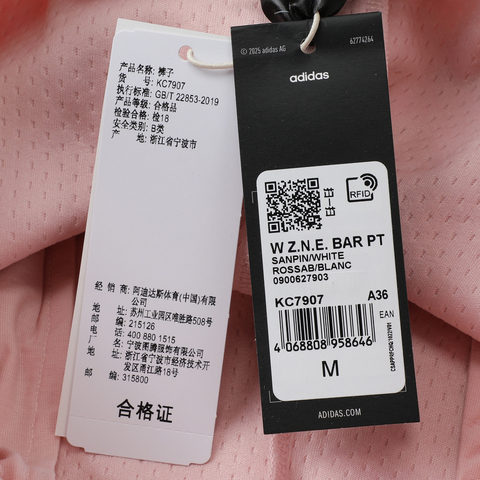 产品名称: 裤子
货 号: KC7907
执行标准: GB/T 22853-2019
产品等级: 合格品
检验合格: 检18
安全类别: B类
产 地: 浙江省宁波市
经 销 商: 阿迪达斯体育(中国)有限
公司
地 址: 苏州工业园区唯胜路508号
邮 编: 215126
电 话: 400 880 1515
厂 名: 宁波图腾服饰有限公司
厂 址: 浙江省宁波市经济技术开
发区甬江路18号
邮 编: 315800
合格证
© 2025 adidas AG
62774264
adidas
RFID
W Z.N.E. BAR PT
SANPIN/WHITE
ROSSAB/BLANC
0900627903
KC7907 A36
EAN
4 068808 958646
M
ADIDAS.COM